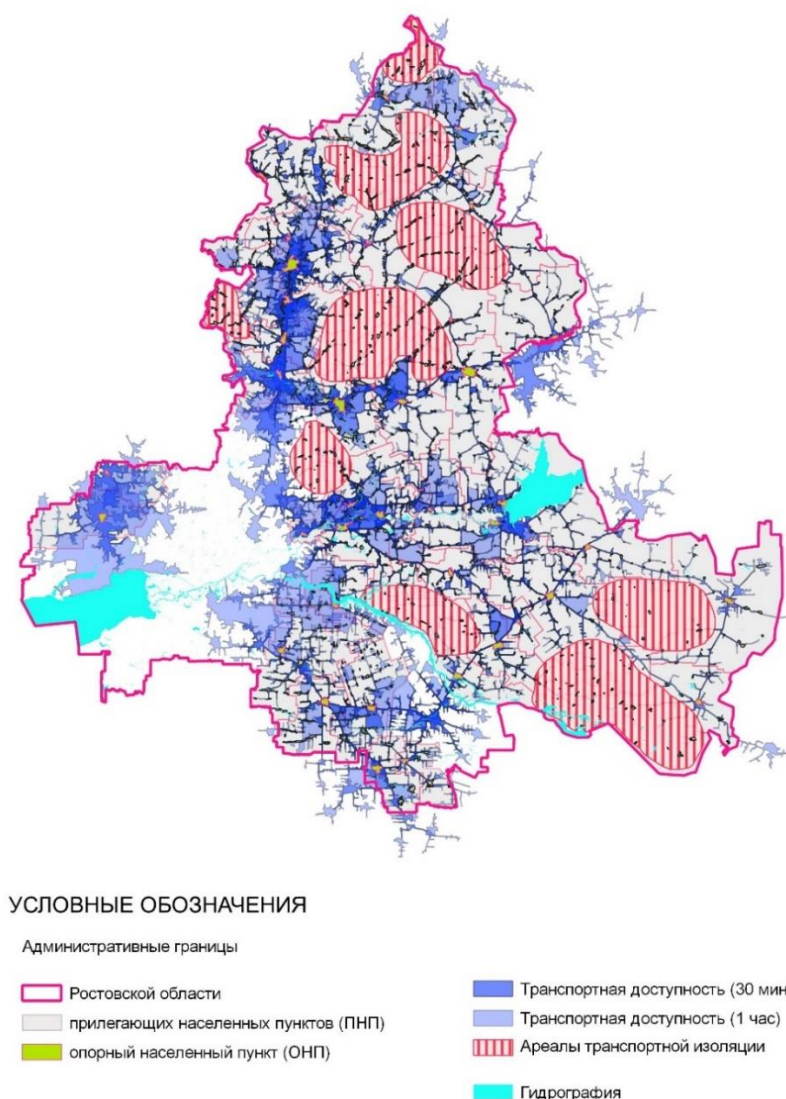 УСЛОВНЫЕ ОБОЗНАЧЕНИЯ
Административные границы
Ростовской области
прилегающих населенных пунктов (ПНП)
опорный населенный пункт (ОНП)
Транспортная доступность (30 мин
Транспортная доступность (1 час)
Ареалы транспортной изоляции
Гидрография